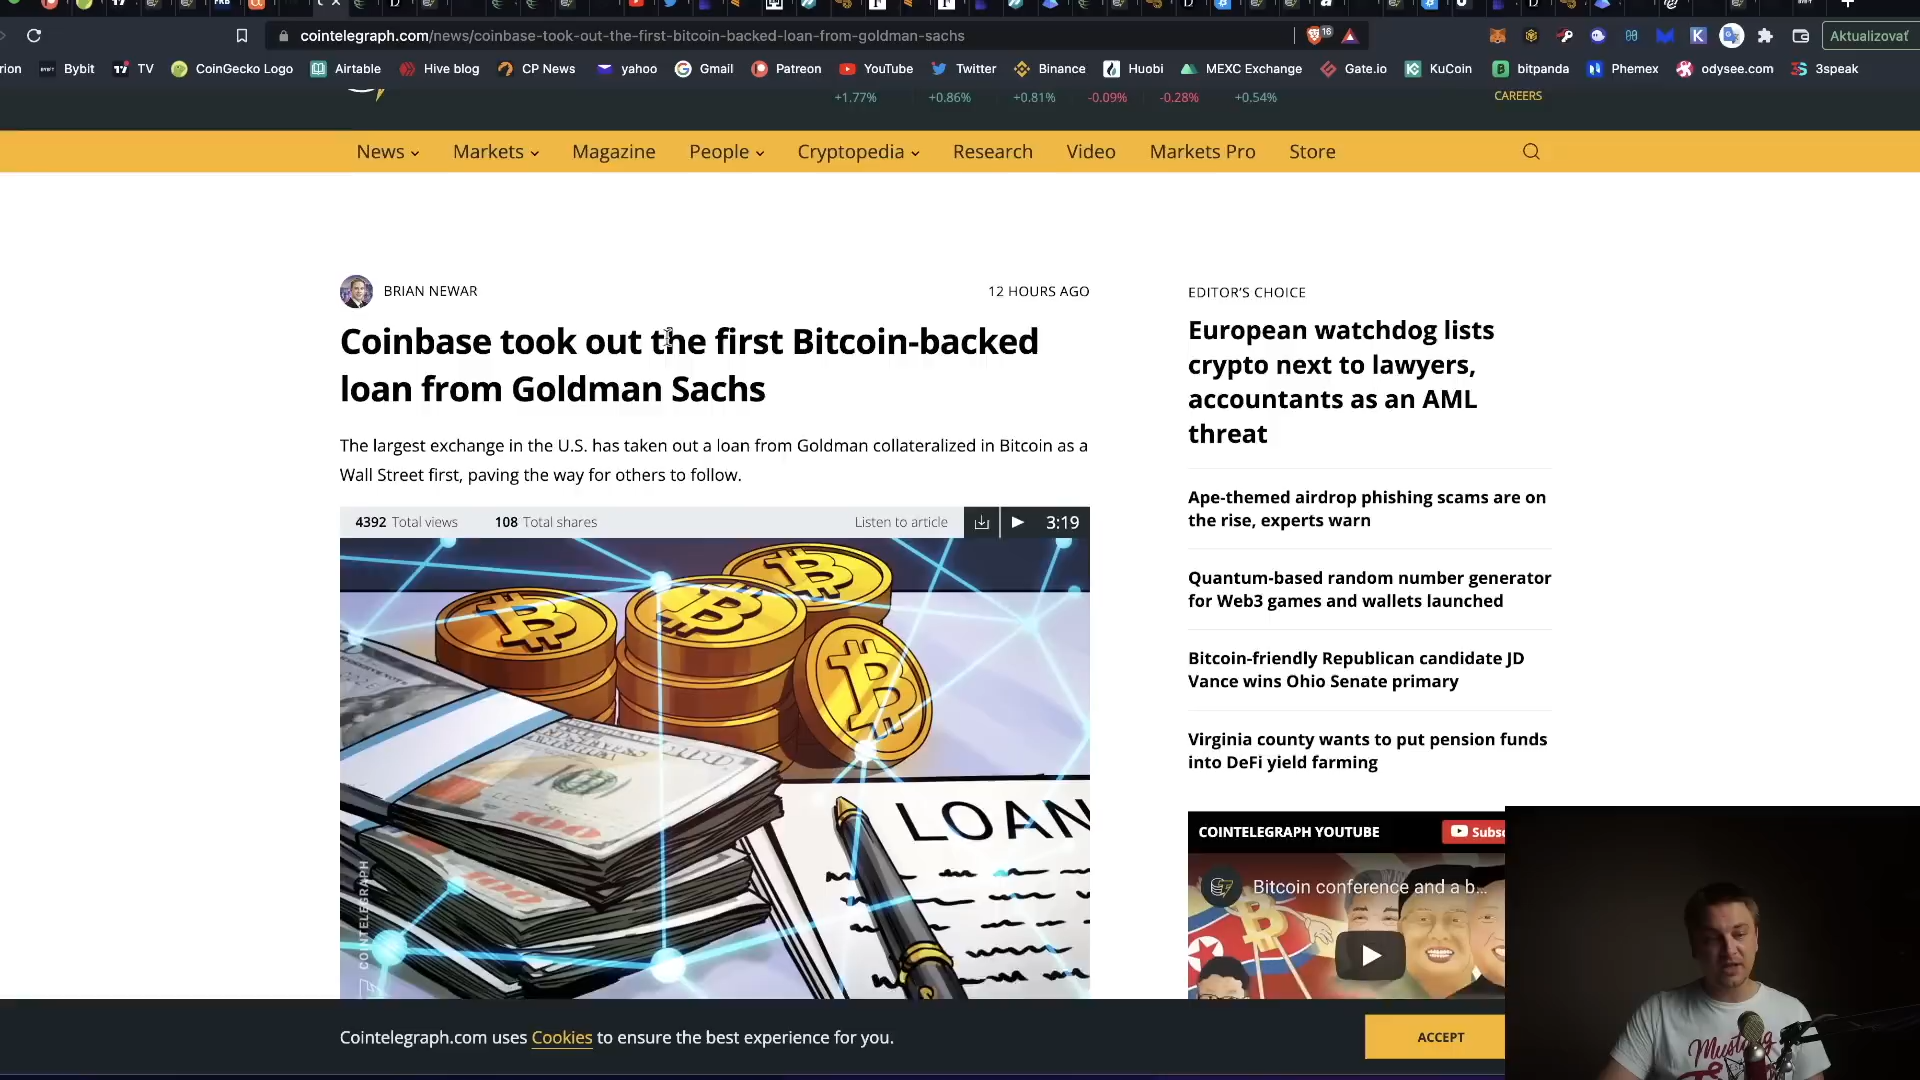 cointelegraph.com/news/coinbase-took-out-the-first-bitcoin-backed-loan-from-goldman-sachs
16
Aktualizovať
rion Bybit TV CoinGecko Logo Airtable Hive blog CP News yahoo Gmail Patreon YouTube Twitter Binance Huobi MEXC Exchange Gate.io KuCoin bitpanda Phemex odysee.com 3speak
+1.77% +0.86% +0.81% -0.09% -0.28% +0.54%
CAREERS
News Markets Magazine People Cryptopedia Research Video Markets Pro Store
BRIAN NEWAR
12 HOURS AGO
Coinbase took out the first Bitcoin-backed
loan from Goldman Sachs
The largest exchange in the U.S. has taken out a loan from Goldman collateralized in Bitcoin as a
Wall Street first, paving the way for others to follow.
4392 Total views 108 Total shares
Listen to article
3:19
LOAN
100
100
COINTELEGRAPH
EDITOR'S CHOICE
European watchdog lists
crypto next to lawyers,
accountants as an AML
threat
Ape-themed airdrop phishing scams are on
the rise, experts warn
Quantum-based random number generator
for Web3 games and wallets launched
Bitcoin-friendly Republican candidate JD
Vance wins Ohio Senate primary
Virginia county wants to put pension funds
into DeFi yield farming
COINTELEGRAPH YOUTUBE
Subsc
Bitcoin conference and a b...
Cointelegraph.com uses Cookies to ensure the best experience for you.
ACCEPT
Mustang